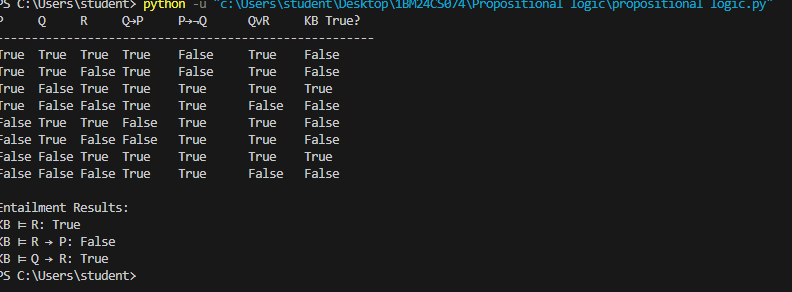 PS C:\Users\student> python -u "c:\Users\student\Desktop\1BM24CS074\Propositional logic\propositional logic.py"
P Q R Q→P P→¬Q Q∨R KB True?
------------------------------------------------------------
True True True True False True False
True True False True False True False
True False True True True True True
True False False True True False False
False True True False True True False
False True False False True True False
False False True True True True True
False False False True True False False
Entailment Results:
KB ⊨ R: True
KB ⊨ R → P: False
KB ⊨ Q → R: True
PS C:\Users\student>